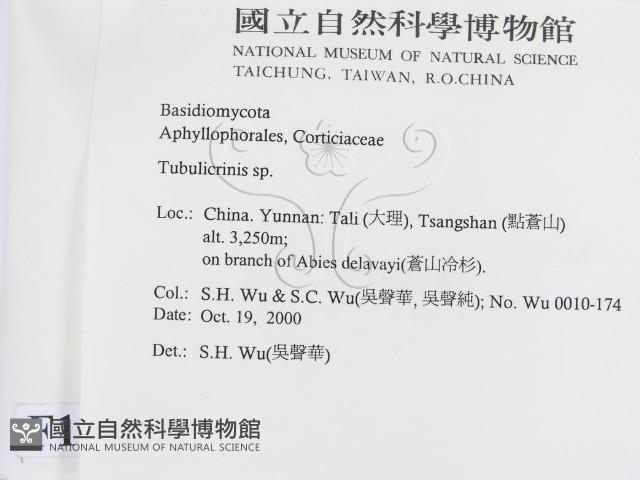 國立自然科學博物館
NATIONAL MUSEUM OF NATURAL SCIENCE
TAICHUNG, TAIWAN, R.O.CHINA
Basidiomycota
Aphyllophorales, Corticiaceae
Tubulicrinis sp.
Loc.: China. Yunnan: Tali (大理), Tsangshan (點蒼山)
alt. 3,250m;
on branch of Abies delavayi(蒼山冷杉).
Col.: S.H. Wu & S.C. Wu(吳聲華, 吳聲純); No. Wu 0010-174
Date: Oct. 19, 2000
Det.: S.H. Wu(吳聲華)
國立自然科學博物館
NATIONAL MUSEUM OF NATURAL SCIENCE